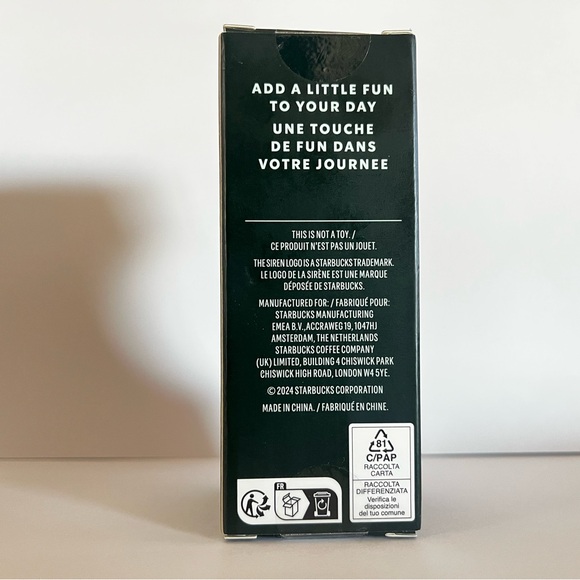 ADD A LITTLE FUN
TO YOUR DAY
UNE TOUCHE
DE FUN DANS
VOTRE JOURNEE
THIS IS NOT A TOY. /
CE PRODUIT N'EST PAS UN JOUET.
THE SIREN LOGO IS A STARBUCKS TRADEMARK.
LE LOGO DE LA SIRÈNE EST UNE MARQUE
DÉPOSÉE DE STARBUCKS.
MANUFACTURED FOR: / FABRIQUÉ POUR:
STARBUCKS MANUFACTURING
EMEA B.V., ACCRAWEG 19, 1047HJ
AMSTERDAM, THE NETHERLANDS
STARBUCKS COFFEE COMPANY
(UK) LIMITED, BUILDING 4 CHISWICK PARK
CHISWICK HIGH ROAD, LONDON W4 5YE.
© 2024 STARBUCKS CORPORATION
MADE IN CHINA. / FABRIQUÉ EN CHINE.
81
C/PAP
RACCOLTA
CARTA
RACCOLTA
DIFFERENZIATA
Verifica le
disposizioni
del tuo comune
FR